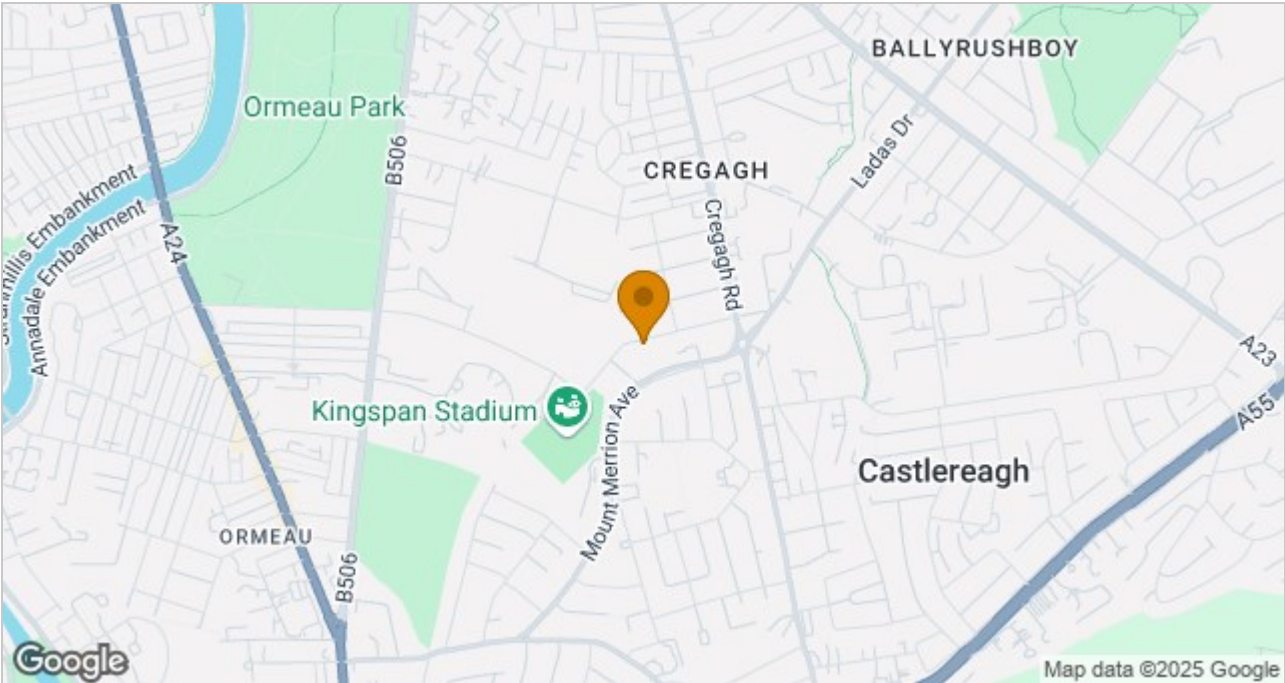 BALLYRUSHBOY
Ormeau Park
B506
Ladas Dr
CREGAGH
Embankment
Annadale Embankment
A24
Cregagh Rd
A23
A55
Kingspan Stadium
Mount Merrion Ave
Castlereagh
ORMEAU
B506
Google
Map data ©2025 Google